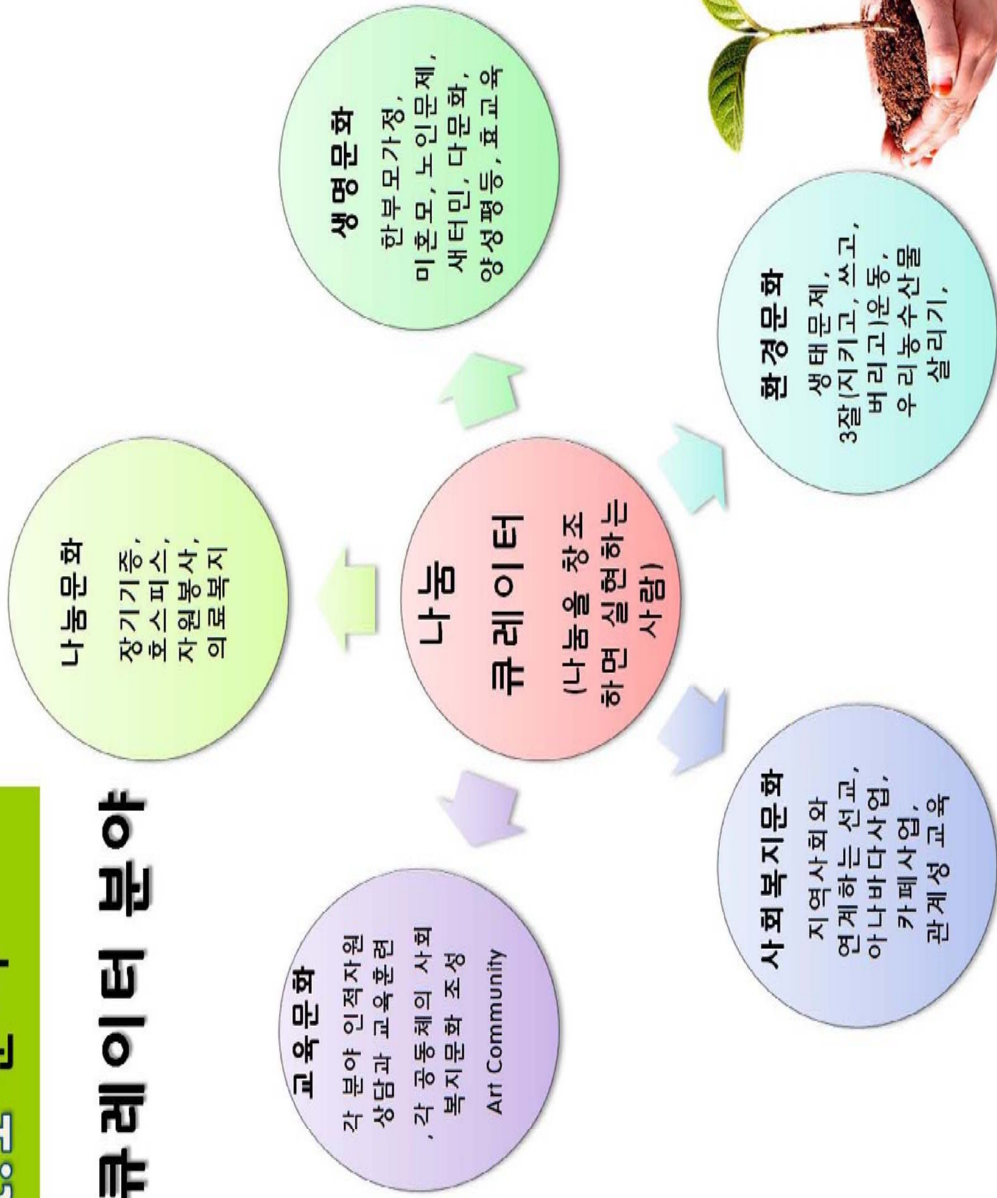 큐레이터 분야
나눔문화
장기기증,
호스피스,
자원봉사,
의료복지
생명문화
한부모가정,
미혼모, 노인문제,
새터민, 다문화,
양성평등, 효교육
환경문화
생태문제,
3잘(지키고, 쓰고,
버리고)운동,
우리농수산물
살리기,
사회복지문화
지역사회와
연계하는 선교,
아나바다사업,
카페사업,
관계성 교육
교육문화
각 분야 인적자원
상담과 교육훈련
,각 공동체의 사회
복지문화 조성
Art Community
나눔
큐레이터
(나눔을 창조
하면 실현하는
사람)